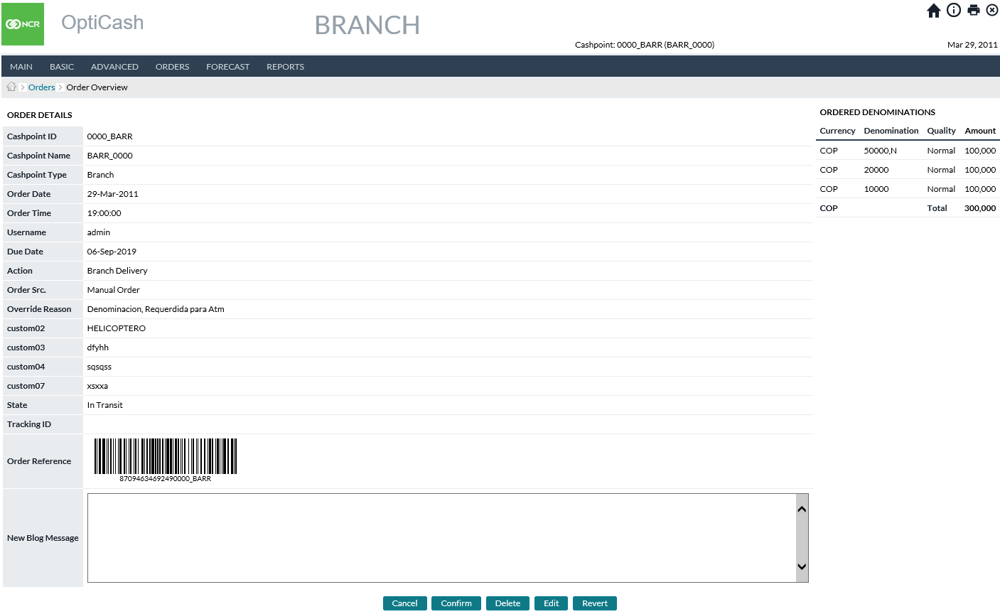 NCR
OptiCash
BRANCH
Cashpoint: 0000_BARR (BARR_0000)
Mar 29, 2011
MAIN BASIC ADVANCED ORDERS FORECAST REPORTS
> Orders > Order Overview
ORDER DETAILS
Cashpoint ID 0000_BARR
Cashpoint Name BARR_0000
Cashpoint Type Branch
Order Date 29-Mar-2011
Order Time 19:00:00
Username admin
Due Date 06-Sep-2019
Action Branch Delivery
Order Src. Manual Order
Override Reason Denominacion, Requerdida para Atm
custom02 HELICOPTERO
custom03 dfyhh
custom04 sqsqss
custom07 xsxxa
State In Transit
Tracking ID
Order Reference
87094634692490000_BARR
New Blog Message
ORDERED DENOMINATIONS
Currency Denomination Quality Amount
COP 50000,N Normal 100,000
COP 20000 Normal 100,000
COP 10000 Normal 100,000
COP Total 300,000
Cancel Confirm Delete Edit Revert